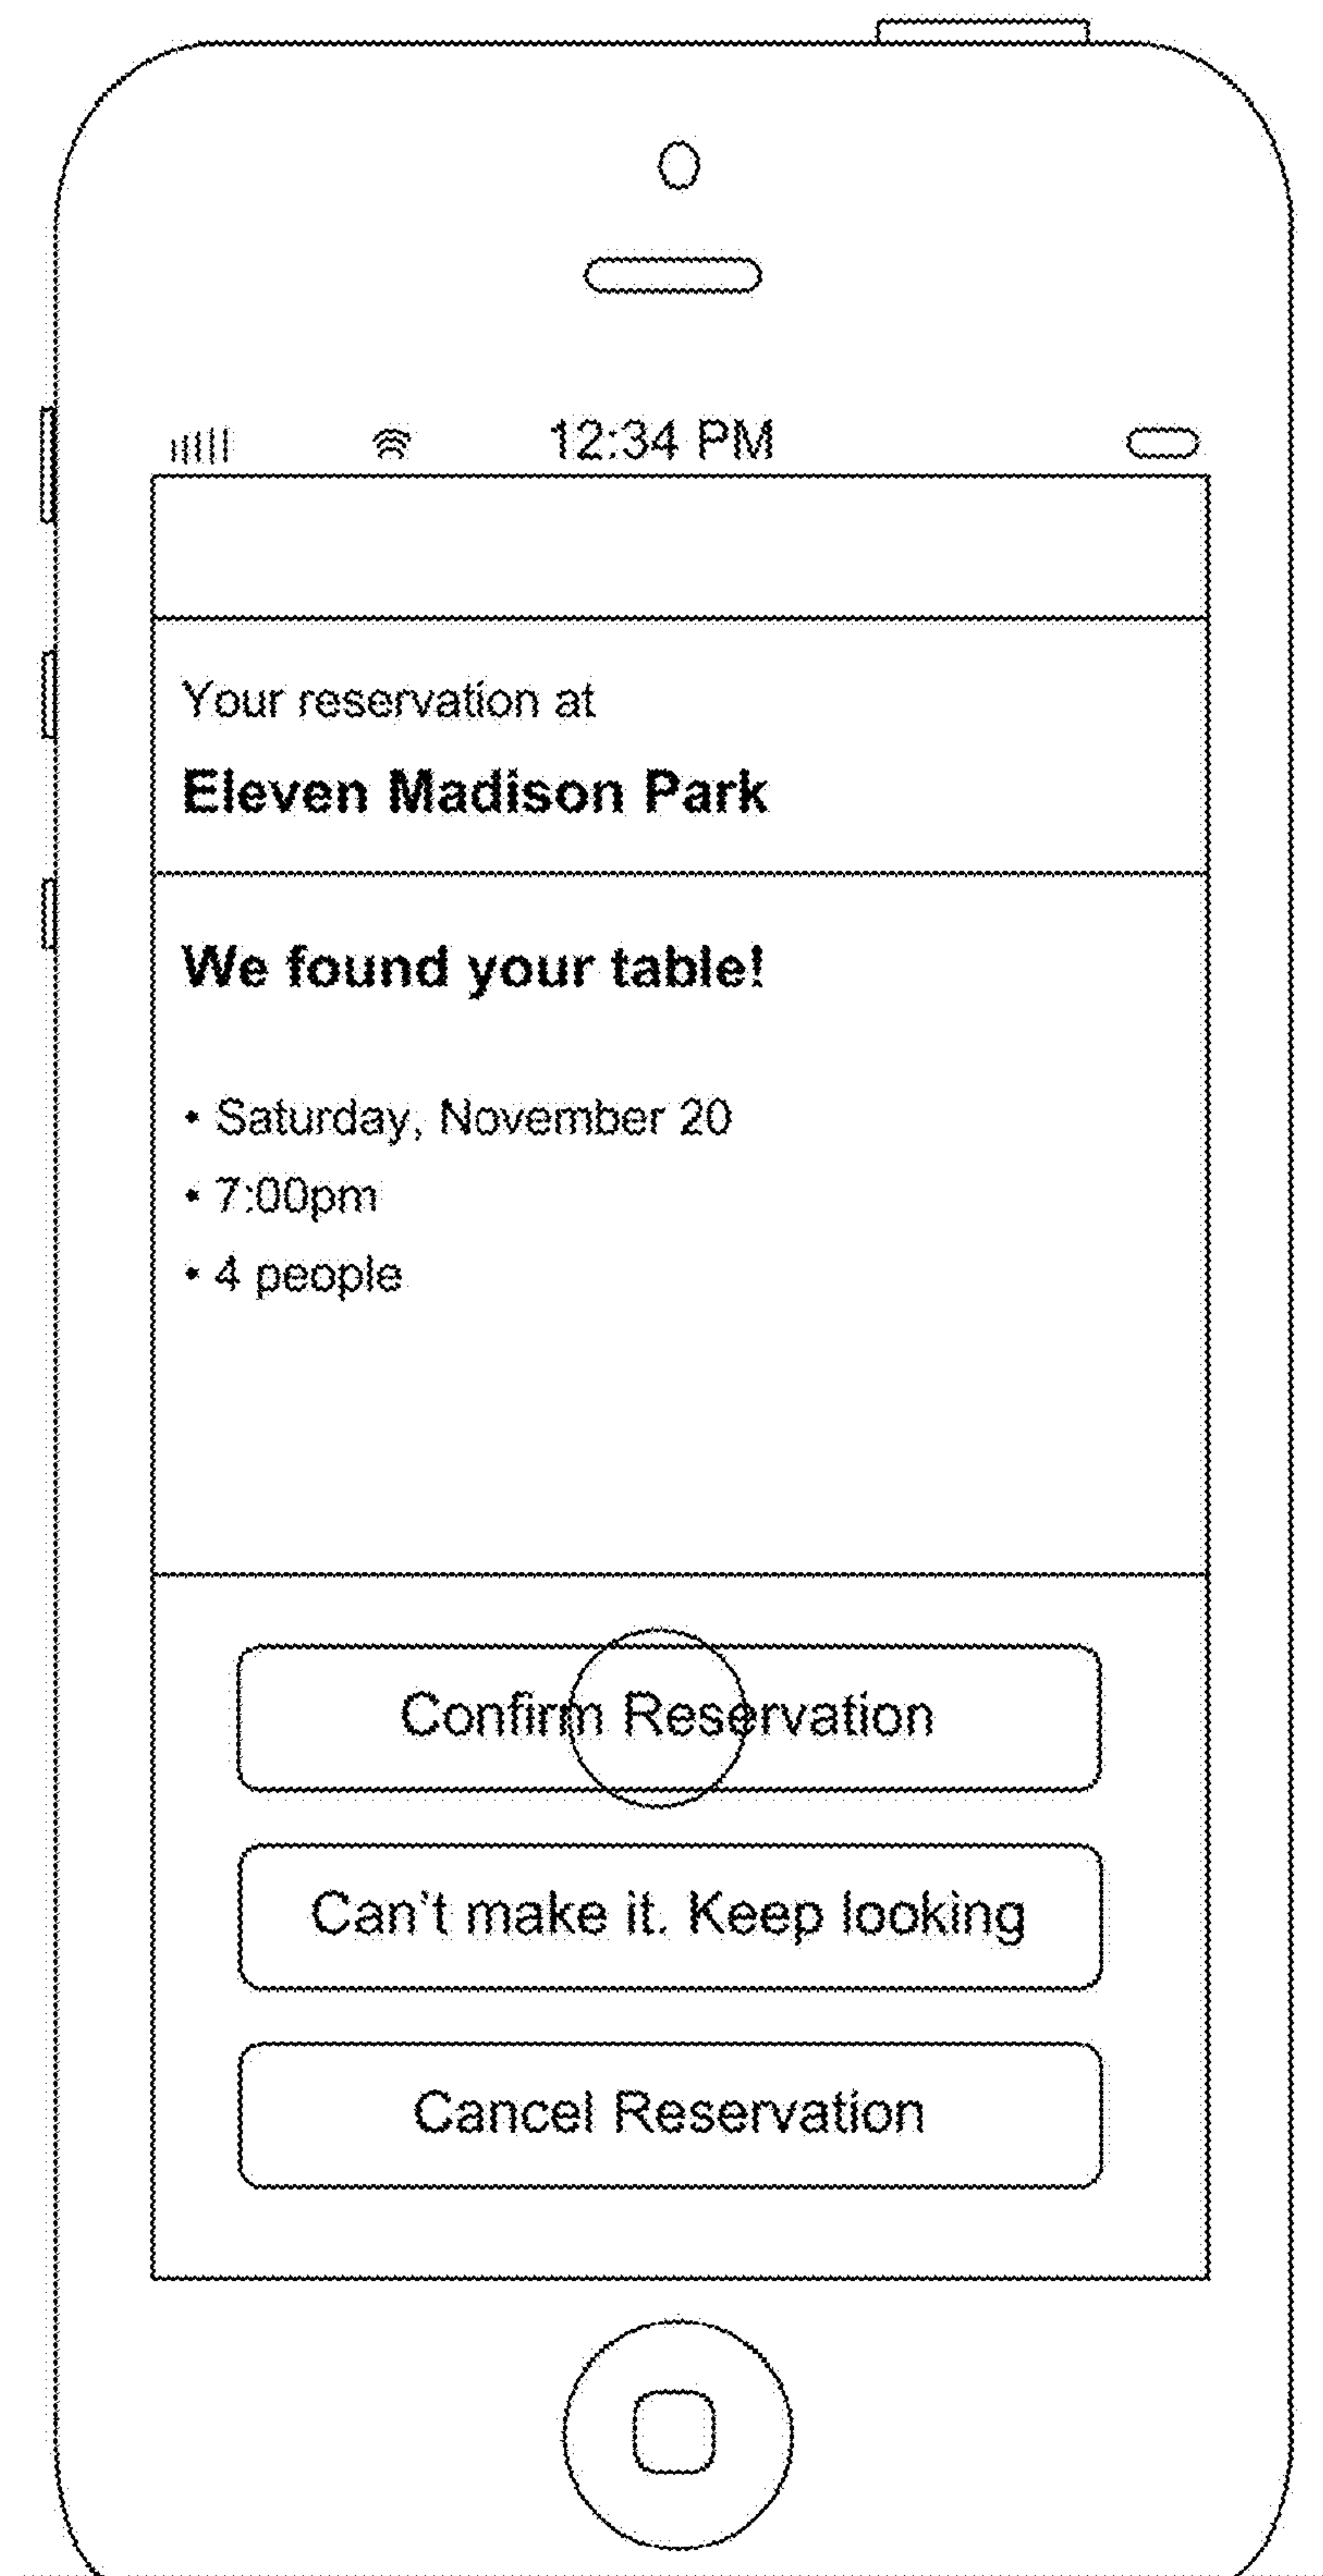 12:34 PM
Your reservation at
Eleven Madison Park
We found your table!
• Saturday, November 20
• 7:00pm
• 4 people
Confirm Reservation
Can't make it. Keep looking
Cancel Reservation